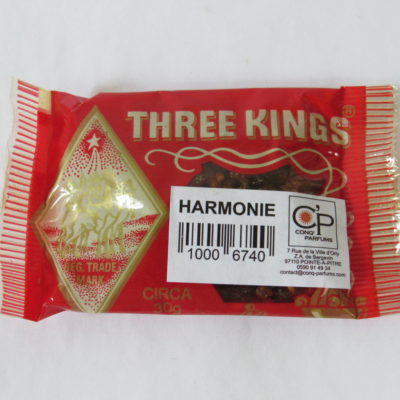 THREE KINGS®
HARMONIE
1000 6740
C'P
CONQ'
PARFUMS
7 Rue de la Ville d'Orly
Z.A. de Bergevin
97110 POINTE-A-PITRE
0590 91 49 34
contact@conq-parfums.com
REG. TRADE
MARK
CIRCA
30g